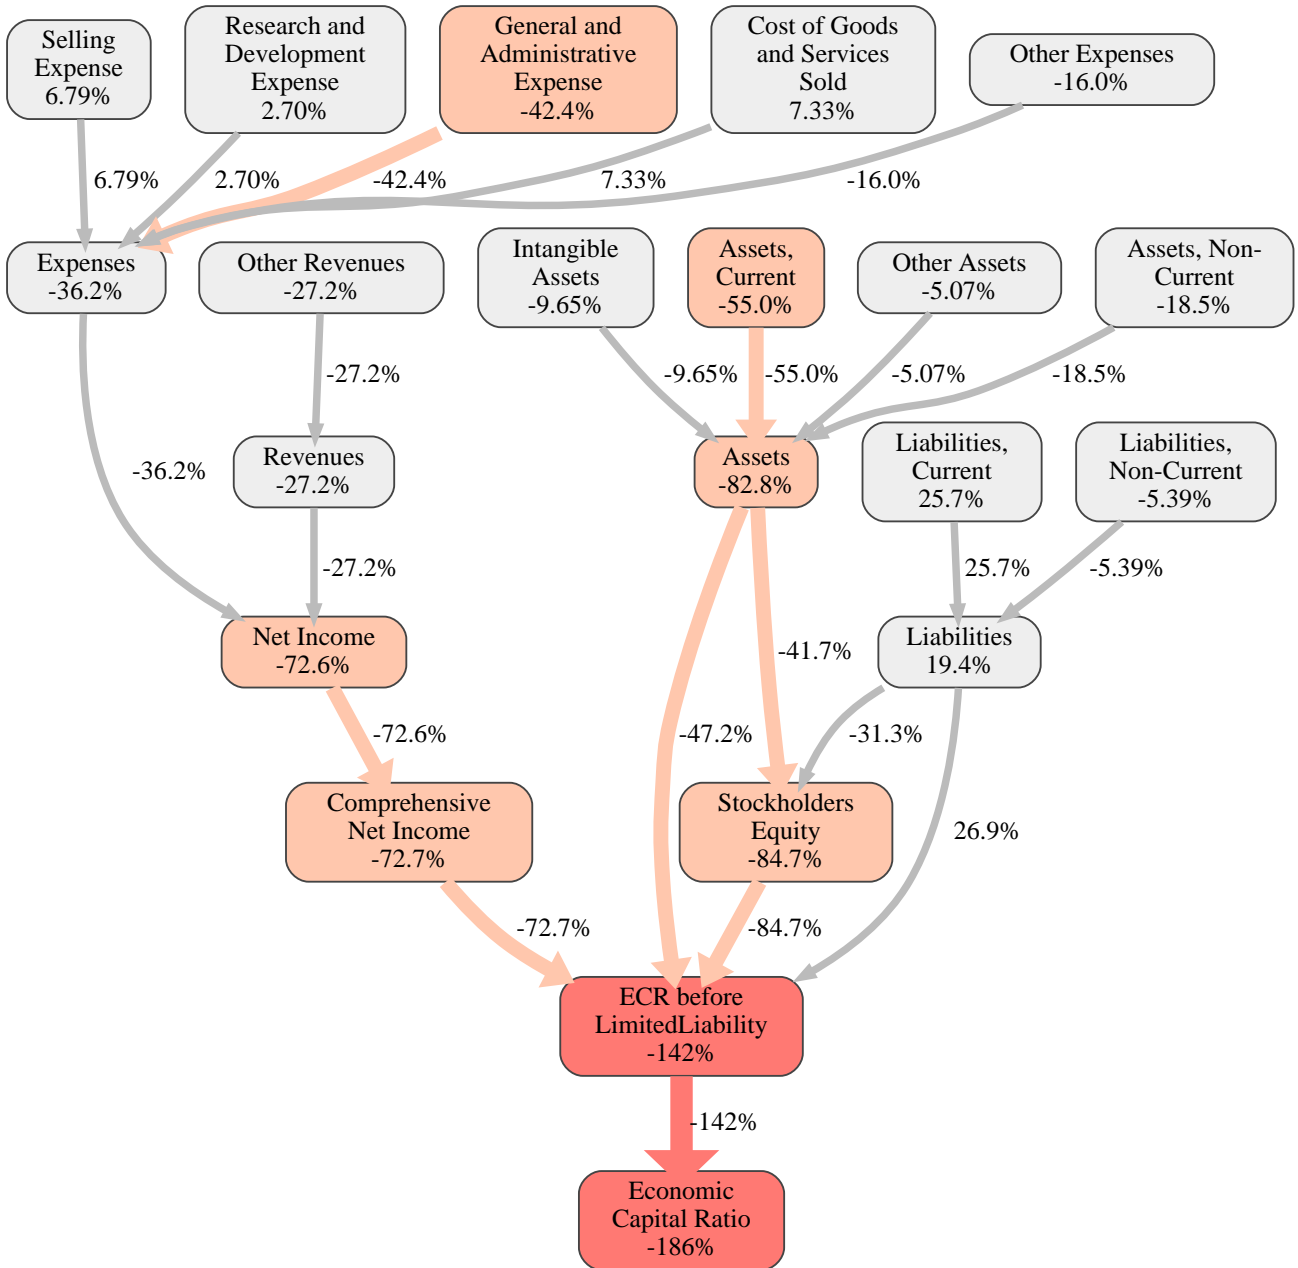 Selling
Expense
6.79%
Research and
Development
Expense
2.70%
General and
Administrative
Expense
-42.4%
Cost of Goods
and Services
Sold
7.33%
Other Expenses
-16.0%
6.79%
2.70%
-42.4%
7.33%
-16.0%
Expenses
-36.2%
Other Revenues
-27.2%
Intangible
Assets
-9.65%
Assets,
Current
-55.0%
Other Assets
-5.07%
Assets, Non-
Current
-18.5%
-27.2%
-9.65%
-55.0%
-5.07%
-18.5%
-36.2%
Revenues
-27.2%
Assets
-82.8%
Liabilities,
Current
25.7%
Liabilities,
Non-Current
-5.39%
-27.2%
25.7%
-5.39%
Net Income
-72.6%
-41.7%
Liabilities
19.4%
-72.6%
-47.2%
-31.3%
Comprehensive
Net Income
-72.7%
Stockholders
Equity
-84.7%
26.9%
-72.7%
-84.7%
ECR before
LimitedLiability
-142%
-142%
Economic
Capital Ratio
-186%